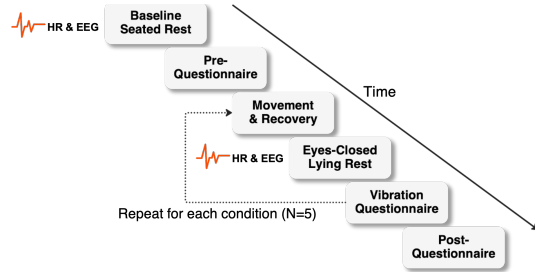 HR & EEG
Baseline
Seated Rest
Pre-
Questionnaire
Time
Movement
& Recovery
HR & EEG
Eyes-Closed
Lying Rest
Vibration
Questionnaire
Repeat for each condition (N=5)
Post-
Questionnaire